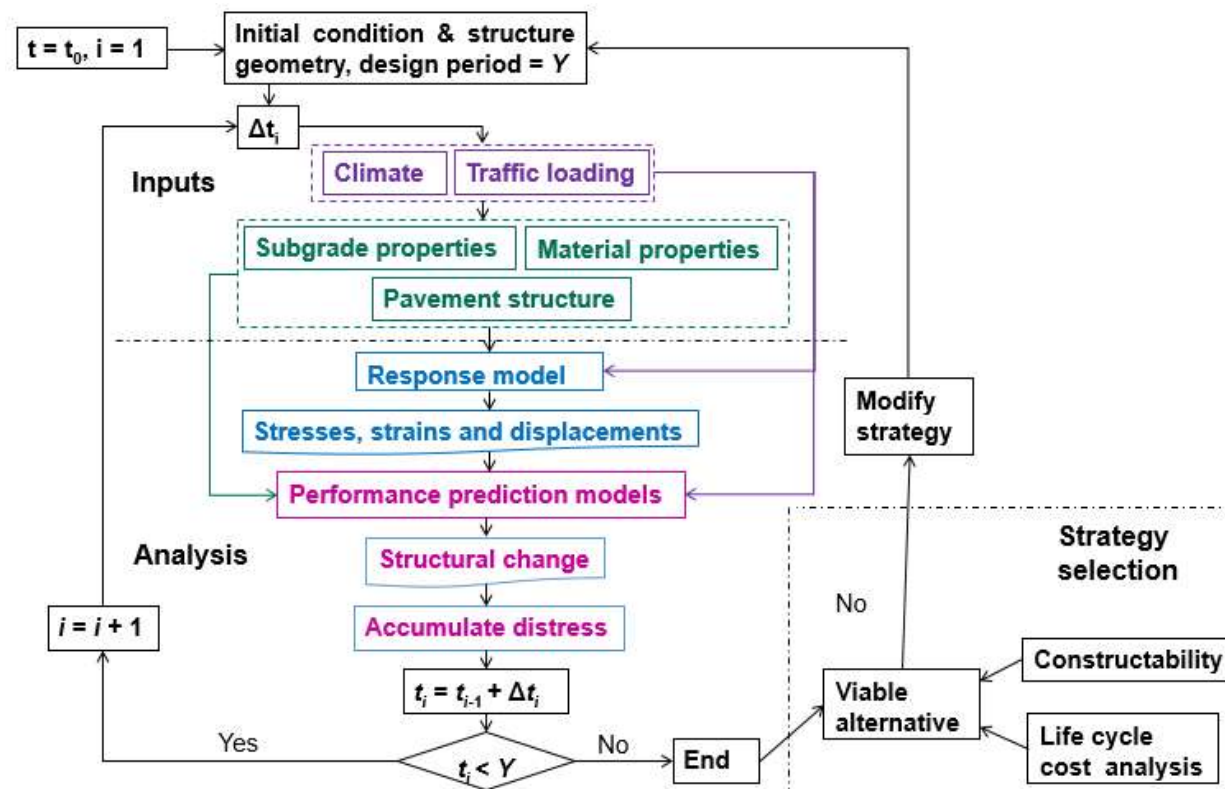 t = t₀, i = 1
Initial condition & structure
geometry, design period = Y
Δtᵢ
Inputs
Climate
Traffic loading
Subgrade properties
Material properties
Pavement structure
Response model
Stresses, strains and displacements
Performance prediction models
Modify
strategy
Analysis
Structural change
Strategy
selection
No
i = i + 1
Accumulate distress
Constructability
tᵢ = tᵢ₋₁ + Δtᵢ
Viable
alternative
Yes
No
End
Life cycle
cost analysis
tᵢ < Y